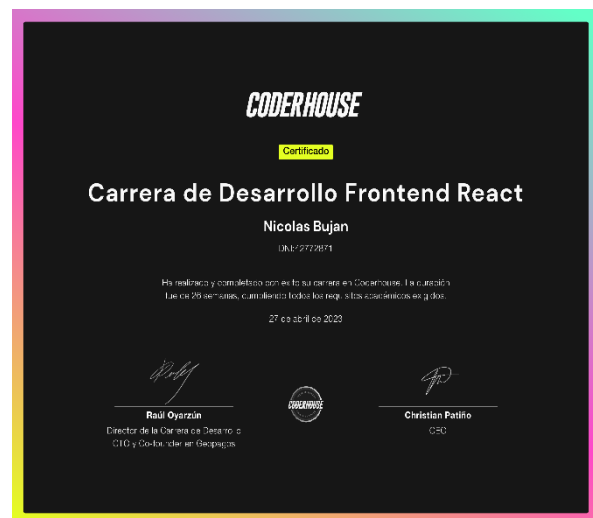 CODERHOUSE
Certificado
Carrera de Desarrollo Frontend React
Nicolas Bujan
DNI:42772871
Ha realizado y completado con éxito su carrera en Coderhouse. La duración
fue de 26 semanas, cumpliendo todos los requisitos académicos exigidos.
27 de abril de 2023
CODERHOUSE
Raúl Oyarzún
Christian Patiño
Director de la Carrera de Desarrollo
CEO
CTO y Co-founder en Geopagos